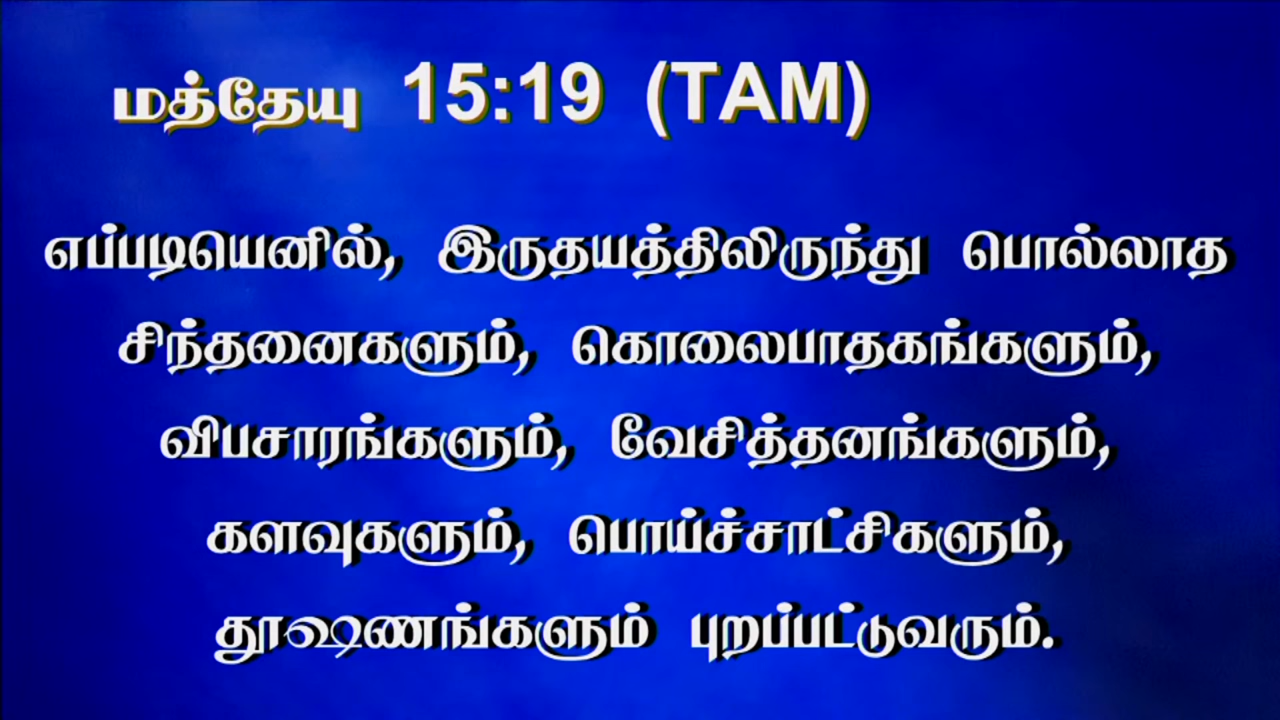 மத்தேயு 15:19 (TAM)
எப்படியெனில், இருதயத்திலிருந்து பொல்லாத
சிந்தனைகளும், கொலைபாதகங்களும்,
விபசாரங்களும், வேசித்தனங்களும்,
களவுகளும், பொய்ச்சாட்சிகளும்,
தூஷணங்களும் புறப்பட்டுவரும்.